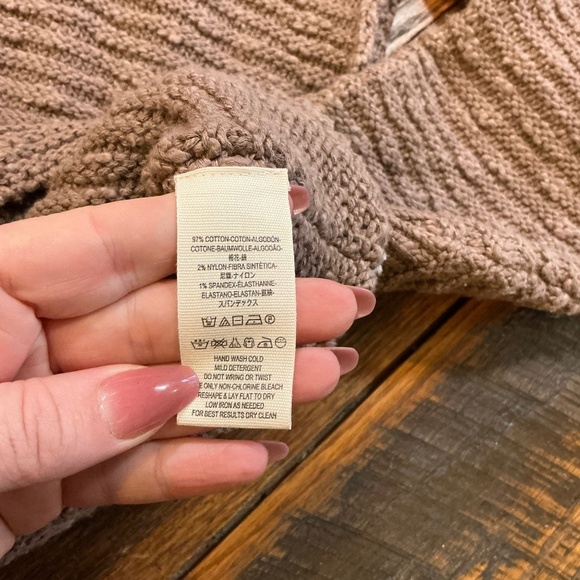 97% COTTON-COTON-ALGODÓN-
COTONE-BAUMWOLLE-ALGODÃO-
棉花-綿
2% NYLON-FIBRA SINTÉTICA-
尼龍-ナイロン
1% SPANDEX-ÉLASTHANNE-
ELASTANO-ELASTAN-氨綸-
スパンデックス
HAND WASH COLD
MILD DETERGENT
DO NOT WRING OR TWIST
ONLY NON-CHLORINE BLEACH
RESHAPE & LAY FLAT TO DRY
LOW IRON AS NEEDED
FOR BEST RESULTS DRY CLEAN